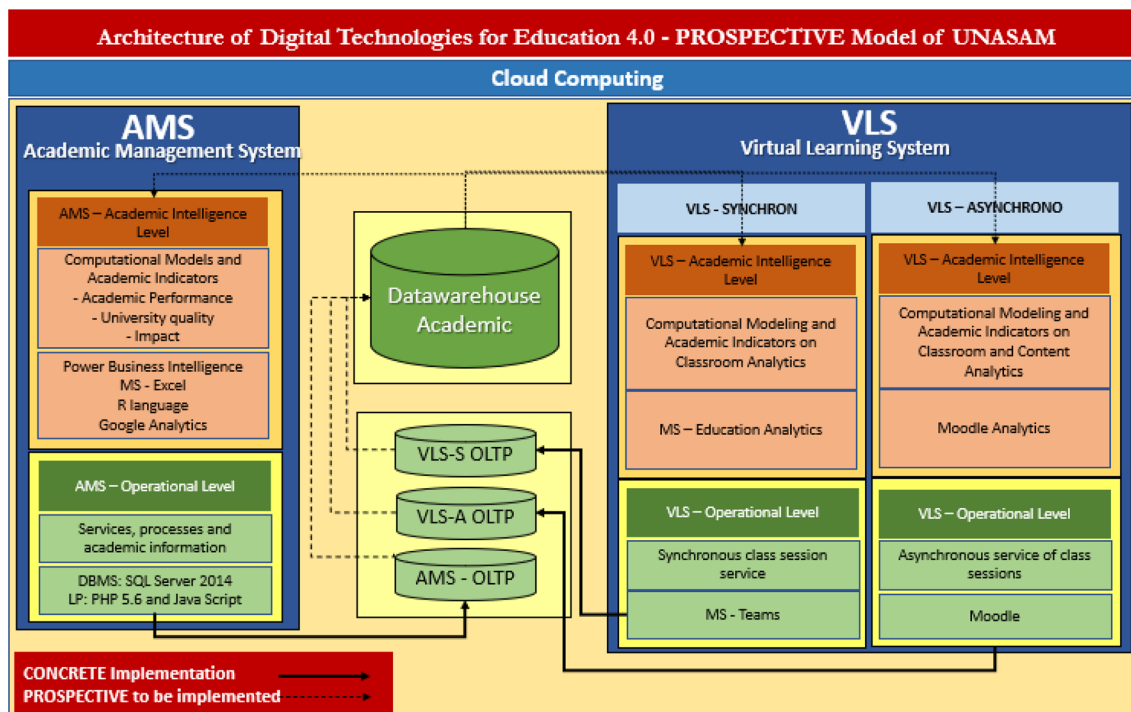 Architecture of Digital Technologies for Education 4.0 - PROSPECTIVE Model of UNASAM
Cloud Computing
AMS
Academic Management System
AMS – Academic Intelligence
Level
Computational Models and
Academic Indicators
- Academic Performance
- University quality
- Impact
Power Business Intelligence
MS - Excel
R language
Google Analytics
AMS – Operational Level
Services, processes and
academic information
DBMS: SQL Server 2014
LP: PHP 5.6 and Java Script
Datawarehouse
Academic
VLS-S OLTP
VLS-A OLTP
AMS - OLTP
VLS
Virtual Learning System
VLS - SYNCHRON
VLS – Academic Intelligence
Level
Computational Modeling and
Academic Indicators on
Classroom Analytics
MS – Education Analytics
VLS – Operational Level
Synchronous class session
service
MS - Teams
VLS – ASYNCHRONO
VLS – Academic Intelligence
Level
Computational Modeling and
Academic Indicators on
Classroom and Content
Analytics
Moodle Analytics
VLS – Operational Level
Asynchronous service of class
sessions
Moodle
CONCRETE Implementation
PROSPECTIVE to be implemented